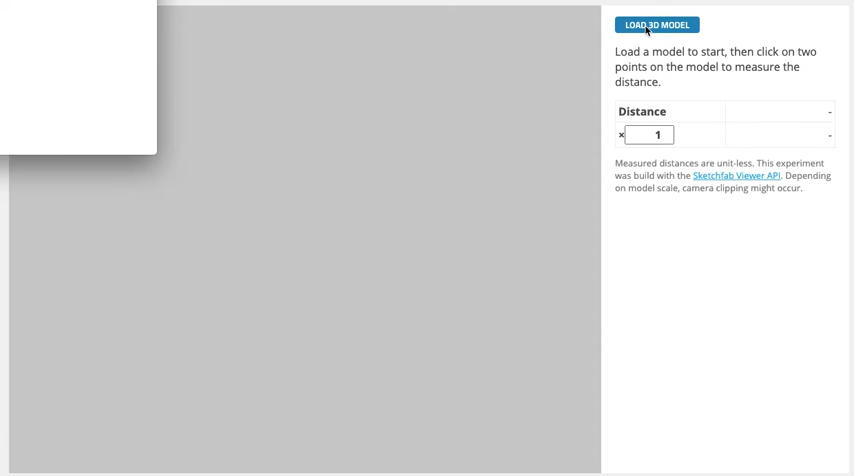 LOAD 3D MODEL
Load a model to start, then click on two
points on the model to measure the
distance.
Distance -
× 1 -
Measured distances are unit-less. This experiment
was build with the Sketchfab Viewer API. Depending
on model scale, camera clipping might occur.